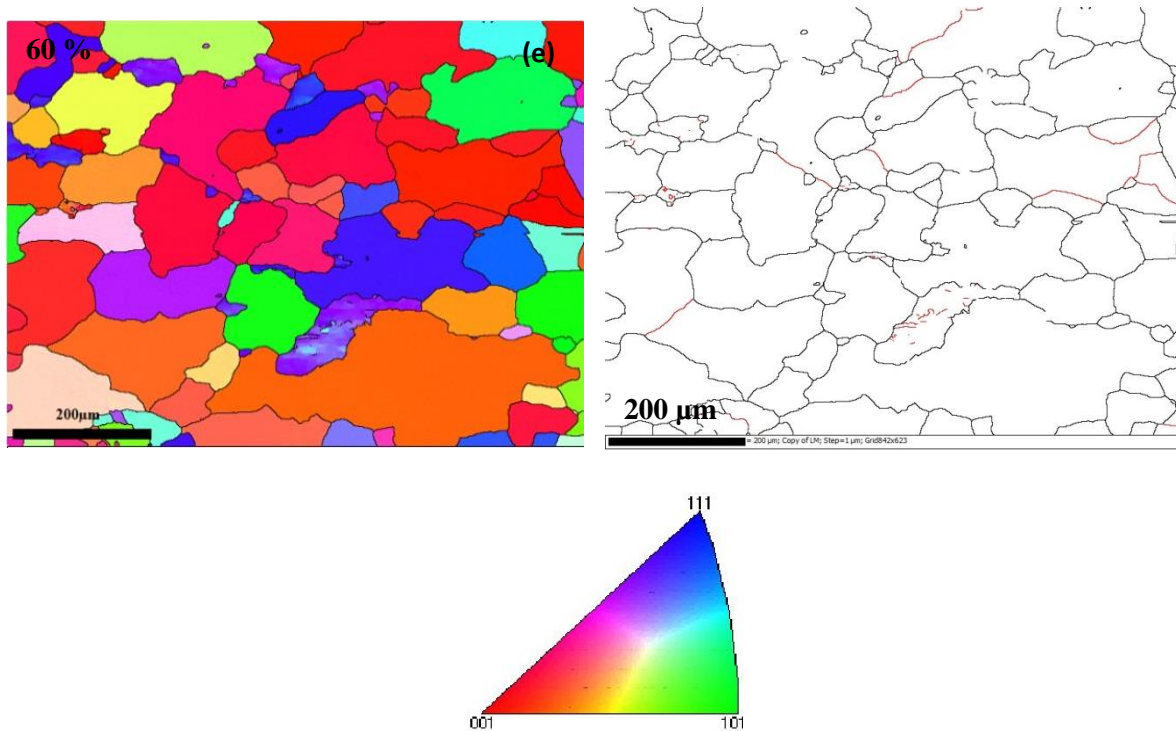 60 %
(e)
200µm
200 µm
= 200 µm; Copy of LM; Step=1 µm; Grid842x623
111
001
101